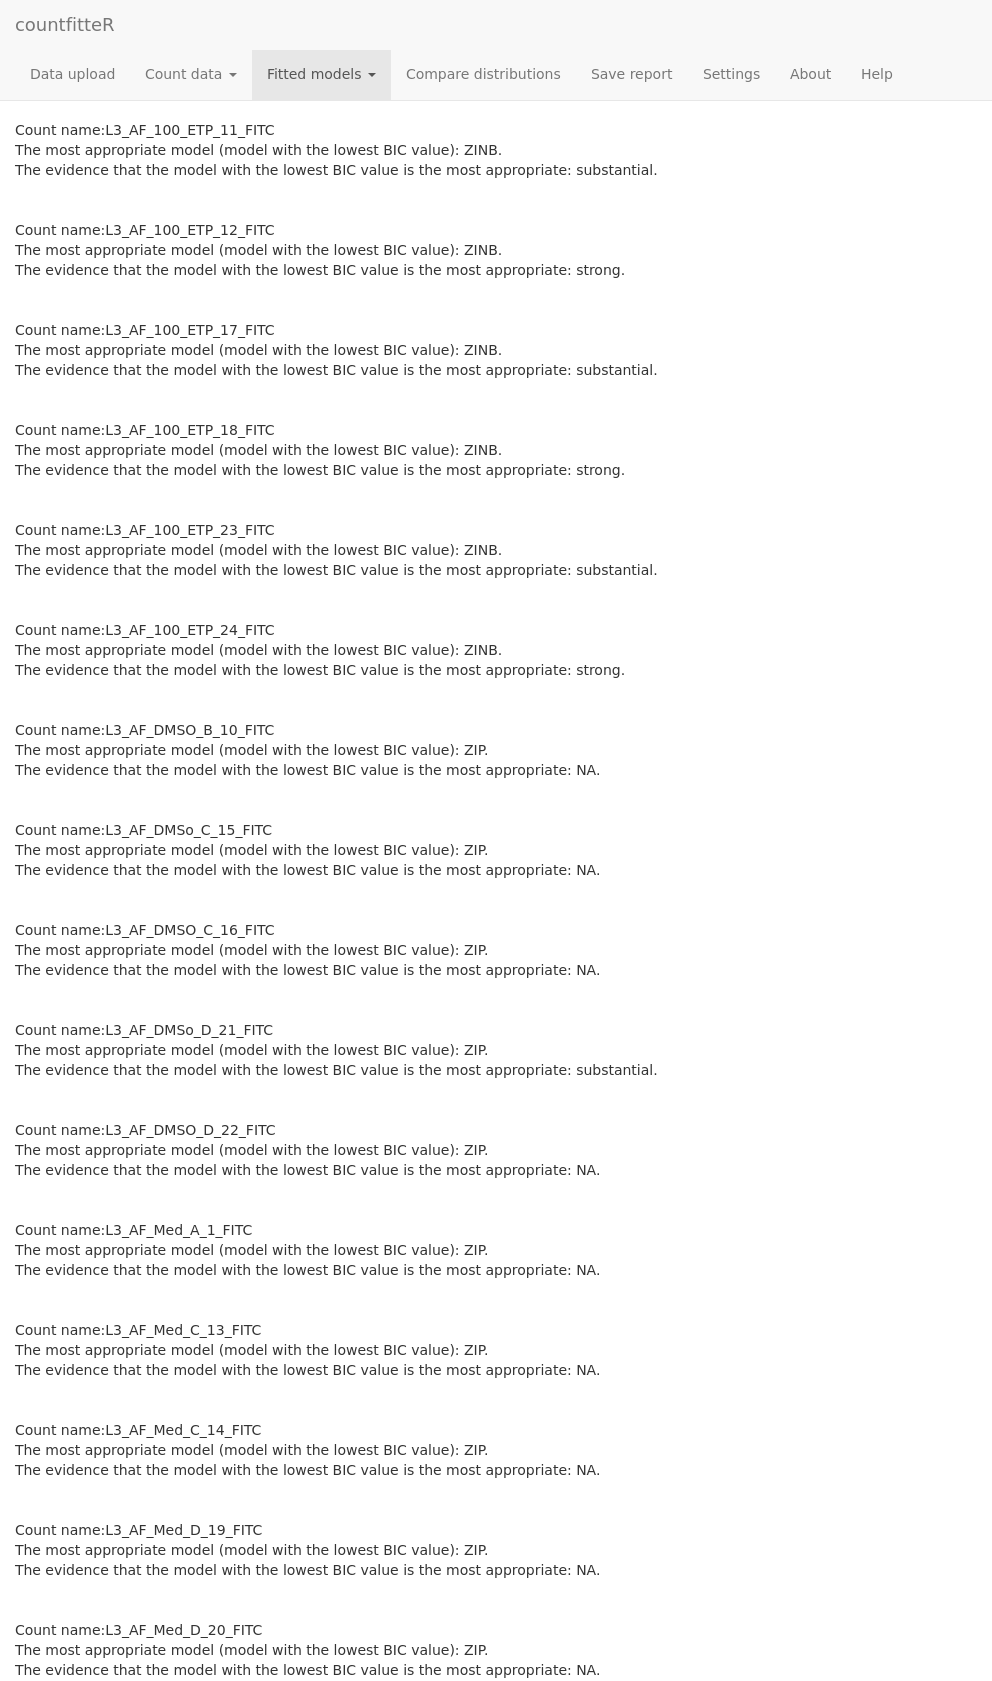 countfitteR
Data upload Count data Fitted models Compare distributions Save report Settings About Help
Count name:L3_AF_100_ETP_11_FITC
The most appropriate model (model with the lowest BIC value): ZINB.
The evidence that the model with the lowest BIC value is the most appropriate: substantial.
Count name:L3_AF_100_ETP_12_FITC
The most appropriate model (model with the lowest BIC value): ZINB.
The evidence that the model with the lowest BIC value is the most appropriate: strong.
Count name:L3_AF_100_ETP_17_FITC
The most appropriate model (model with the lowest BIC value): ZINB.
The evidence that the model with the lowest BIC value is the most appropriate: substantial.
Count name:L3_AF_100_ETP_18_FITC
The most appropriate model (model with the lowest BIC value): ZINB.
The evidence that the model with the lowest BIC value is the most appropriate: strong.
Count name:L3_AF_100_ETP_23_FITC
The most appropriate model (model with the lowest BIC value): ZINB.
The evidence that the model with the lowest BIC value is the most appropriate: substantial.
Count name:L3_AF_100_ETP_24_FITC
The most appropriate model (model with the lowest BIC value): ZINB.
The evidence that the model with the lowest BIC value is the most appropriate: strong.
Count name:L3_AF_DMSO_B_10_FITC
The most appropriate model (model with the lowest BIC value): ZIP.
The evidence that the model with the lowest BIC value is the most appropriate: NA.
Count name:L3_AF_DMSo_C_15_FITC
The most appropriate model (model with the lowest BIC value): ZIP.
The evidence that the model with the lowest BIC value is the most appropriate: NA.
Count name:L3_AF_DMSO_C_16_FITC
The most appropriate model (model with the lowest BIC value): ZIP.
The evidence that the model with the lowest BIC value is the most appropriate: NA.
Count name:L3_AF_DMSo_D_21_FITC
The most appropriate model (model with the lowest BIC value): ZIP.
The evidence that the model with the lowest BIC value is the most appropriate: substantial.
Count name:L3_AF_DMSO_D_22_FITC
The most appropriate model (model with the lowest BIC value): ZIP.
The evidence that the model with the lowest BIC value is the most appropriate: NA.
Count name:L3_AF_Med_A_1_FITC
The most appropriate model (model with the lowest BIC value): ZIP.
The evidence that the model with the lowest BIC value is the most appropriate: NA.
Count name:L3_AF_Med_C_13_FITC
The most appropriate model (model with the lowest BIC value): ZIP.
The evidence that the model with the lowest BIC value is the most appropriate: NA.
Count name:L3_AF_Med_C_14_FITC
The most appropriate model (model with the lowest BIC value): ZIP.
The evidence that the model with the lowest BIC value is the most appropriate: NA.
Count name:L3_AF_Med_D_19_FITC
The most appropriate model (model with the lowest BIC value): ZIP.
The evidence that the model with the lowest BIC value is the most appropriate: NA.
Count name:L3_AF_Med_D_20_FITC
The most appropriate model (model with the lowest BIC value): ZIP.
The evidence that the model with the lowest BIC value is the most appropriate: NA.